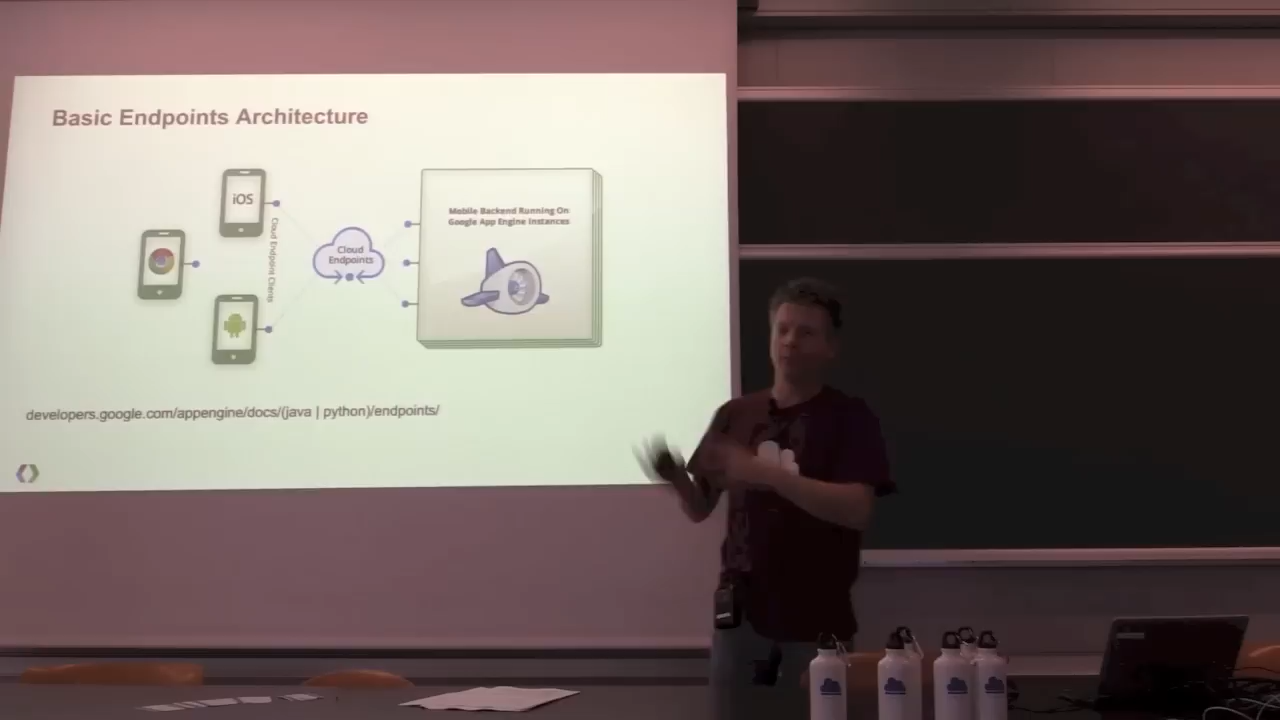 Basic Endpoints Architecture
iOS
Cloud Endpoint Clients
Cloud
Endpoints
Mobile Backend Running On
Google App Engine Instances
developers.google.com/appengine/docs/(java | python)/endpoints/